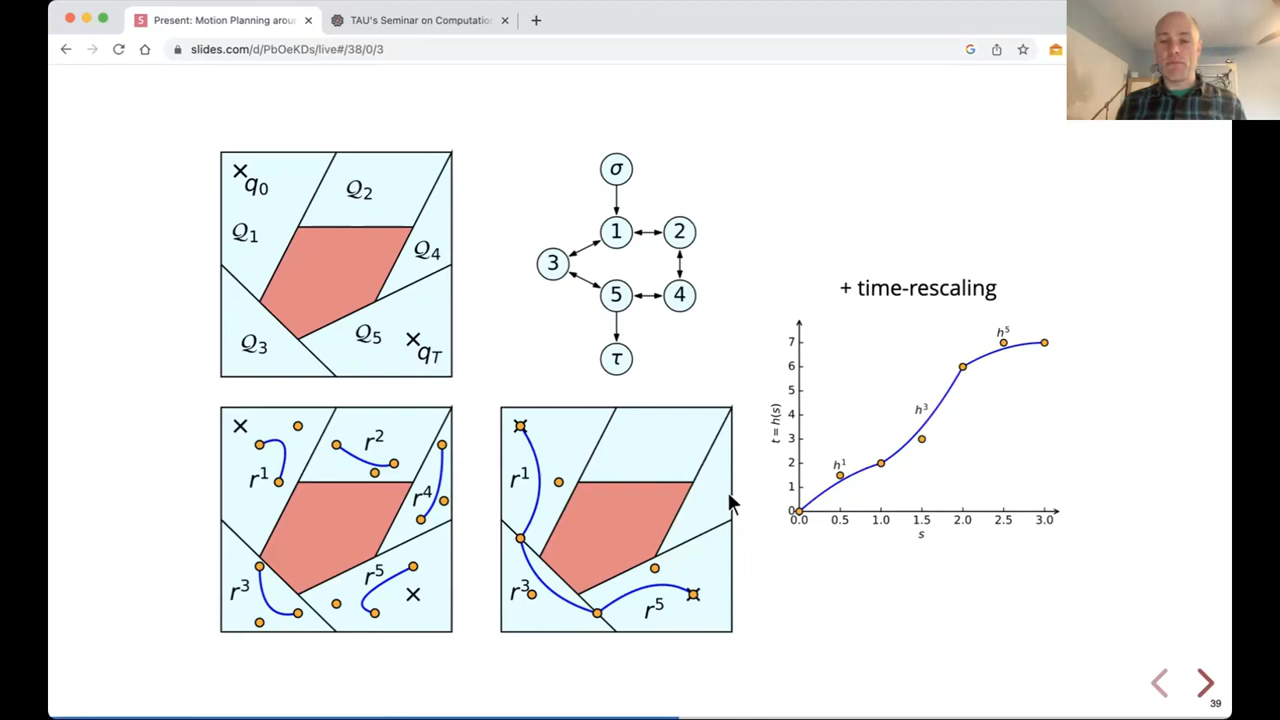 Present: Motion Planning arou
TAU's Seminar on Computatio
slides.com/d/PbOeKDs/live#/38/0/3
q₀
Q₂
Q₁
Q₄
Q₃
Q₅
q_T
σ
1
2
3
5
4
τ
+ time-rescaling
r¹
r²
r⁴
r³
r⁵
r¹
r³
r⁵
t = h(s)
7
6
5
4
3
2
1
0
h¹
h³
h⁵
0.0 0.5 1.0 1.5 2.0 2.5 3.0
s
39